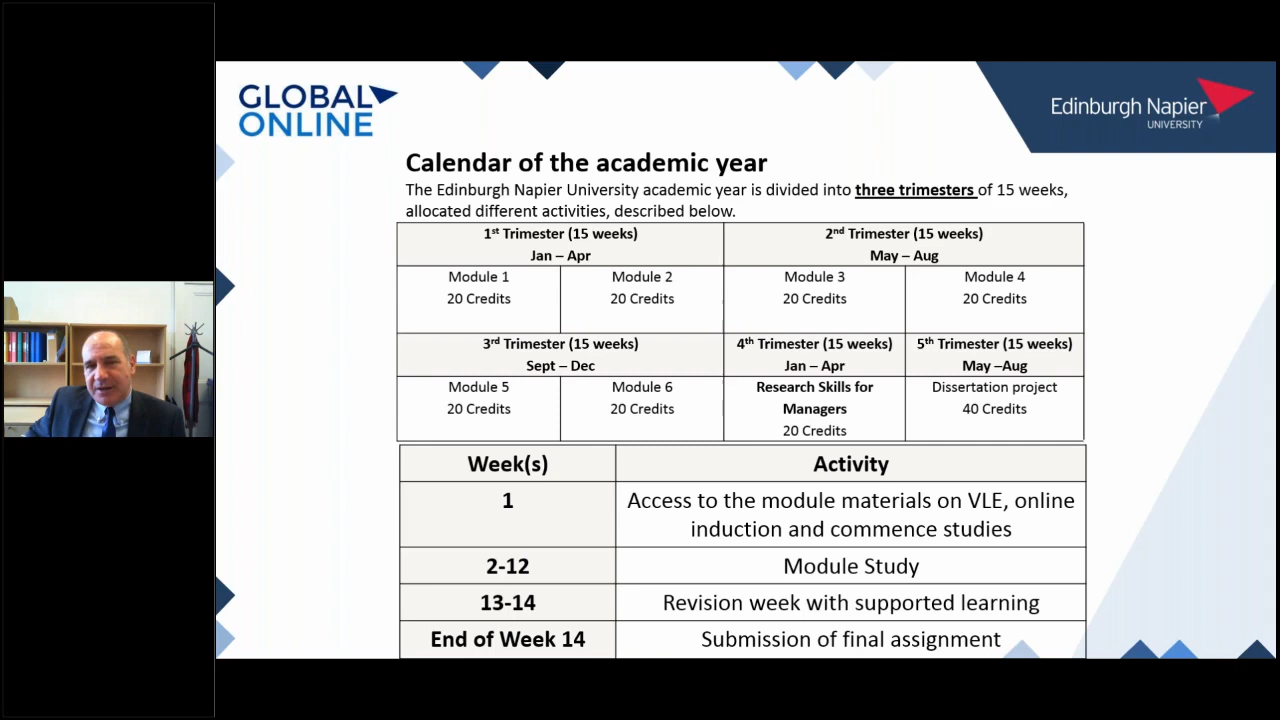 GLOBAL
ONLINE
Edinburgh Napier
UNIVERSITY
Calendar of the academic year
The Edinburgh Napier University academic year is divided into three trimesters of 15 weeks,
allocated different activities, described below.
1st Trimester (15 weeks)
Jan – Apr
2nd Trimester (15 weeks)
May – Aug
Module 1
20 Credits
Module 2
20 Credits
Module 3
20 Credits
Module 4
20 Credits
3rd Trimester (15 weeks)
Sept – Dec
4th Trimester (15 weeks)
Jan – Apr
5th Trimester (15 weeks)
May –Aug
Module 5
20 Credits
Module 6
20 Credits
Research Skills for
Managers
20 Credits
Dissertation project
40 Credits
Week(s)
Activity
1
Access to the module materials on VLE, online
induction and commence studies
2-12
Module Study
13-14
Revision week with supported learning
End of Week 14
Submission of final assignment